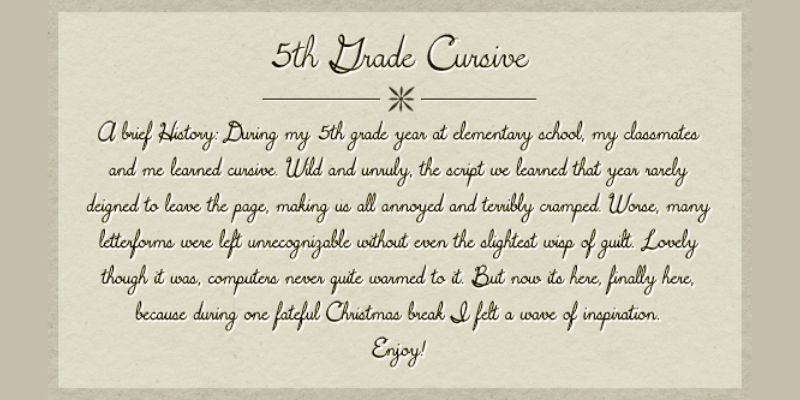 5th Grade Cursive
A brief History: During my 5th grade year at elementary school, my classmates
and me learned cursive. Wild and unruly, the script we learned that year rarely
deigned to leave the page, making us all annoyed and terribly cramped. Worse, many
letterforms were left unrecognizable without even the slightest wisp of guilt. Lovely
though it was, computers never quite warmed to it. But now its here, finally here,
because during one fateful Christmas break I felt a wave of inspiration.
Enjoy!